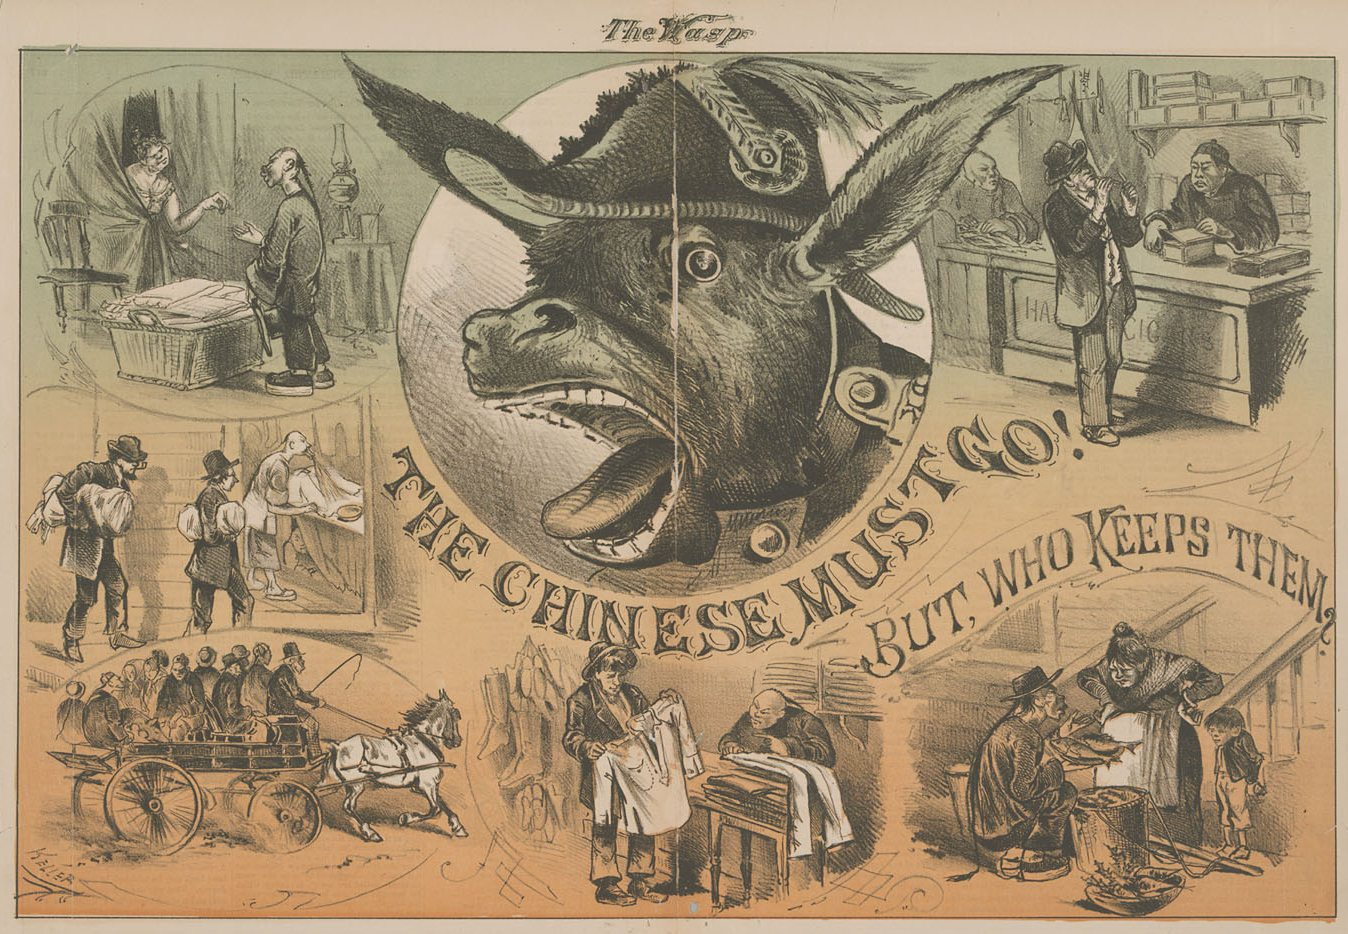 The Wasp
THE CHINESE MUST GO!
BUT, WHO KEEPS THEM?
KELLER